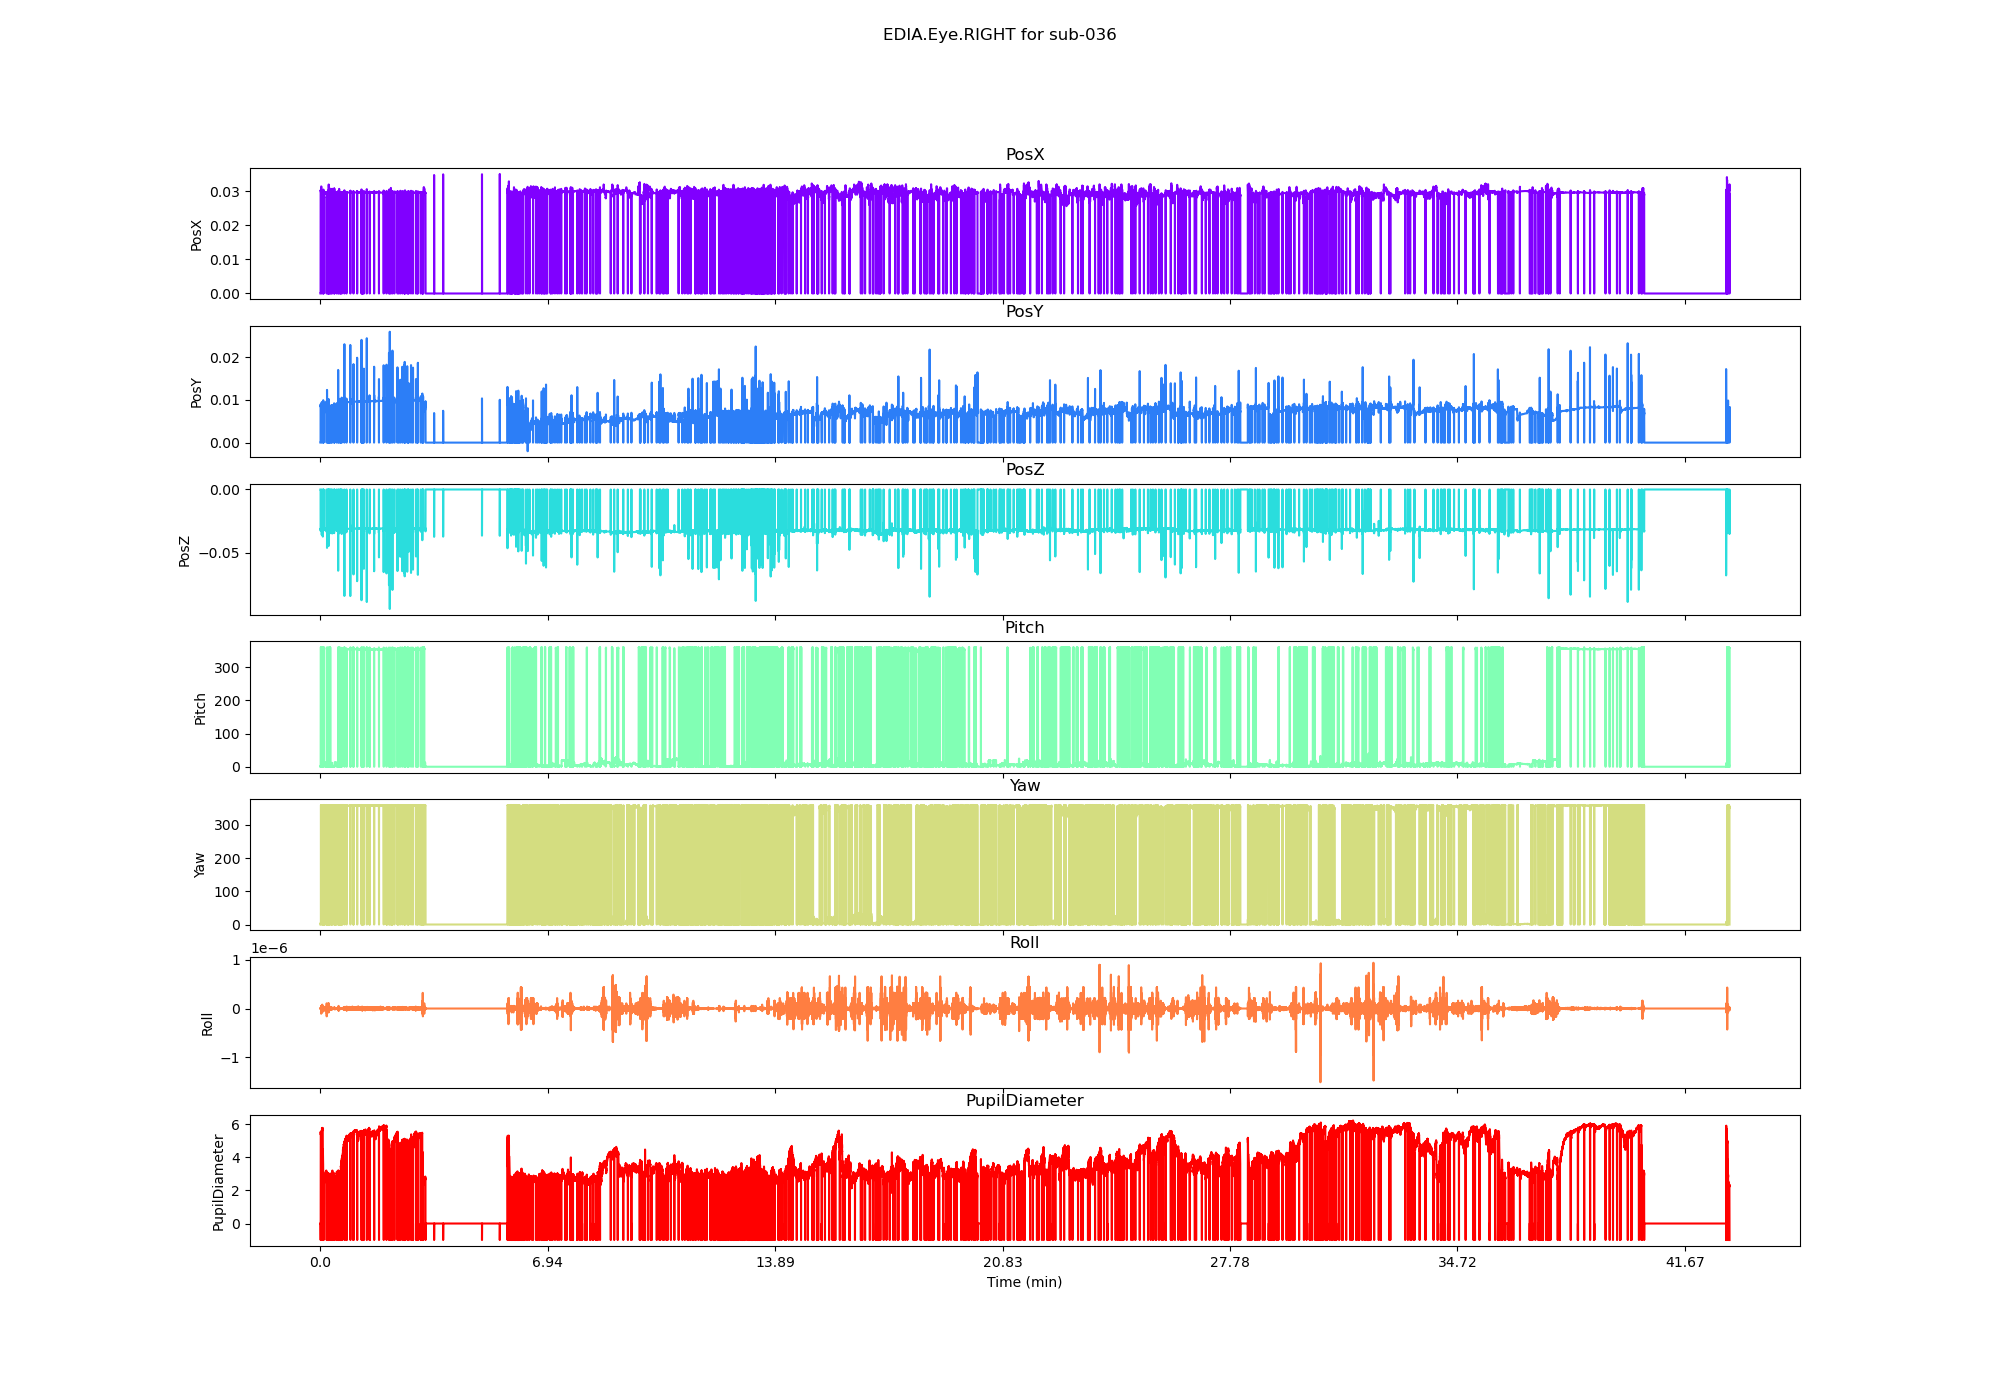 EDIA.Eye.RIGHT for sub-036
PosX
0.03
0.02
0.01
0.00
PosX
PosY
0.02
0.01
0.00
PosY
PosZ
0.00
−0.05
PosZ
Pitch
300
200
100
0
Pitch
Yaw
300
200
100
0
Yaw
1e−6
Roll
1
0
−1
Roll
PupilDiameter
6
4
2
0
PupilDiameter
0.0 6.94 13.89 20.83 27.78 34.72 41.67
Time (min)